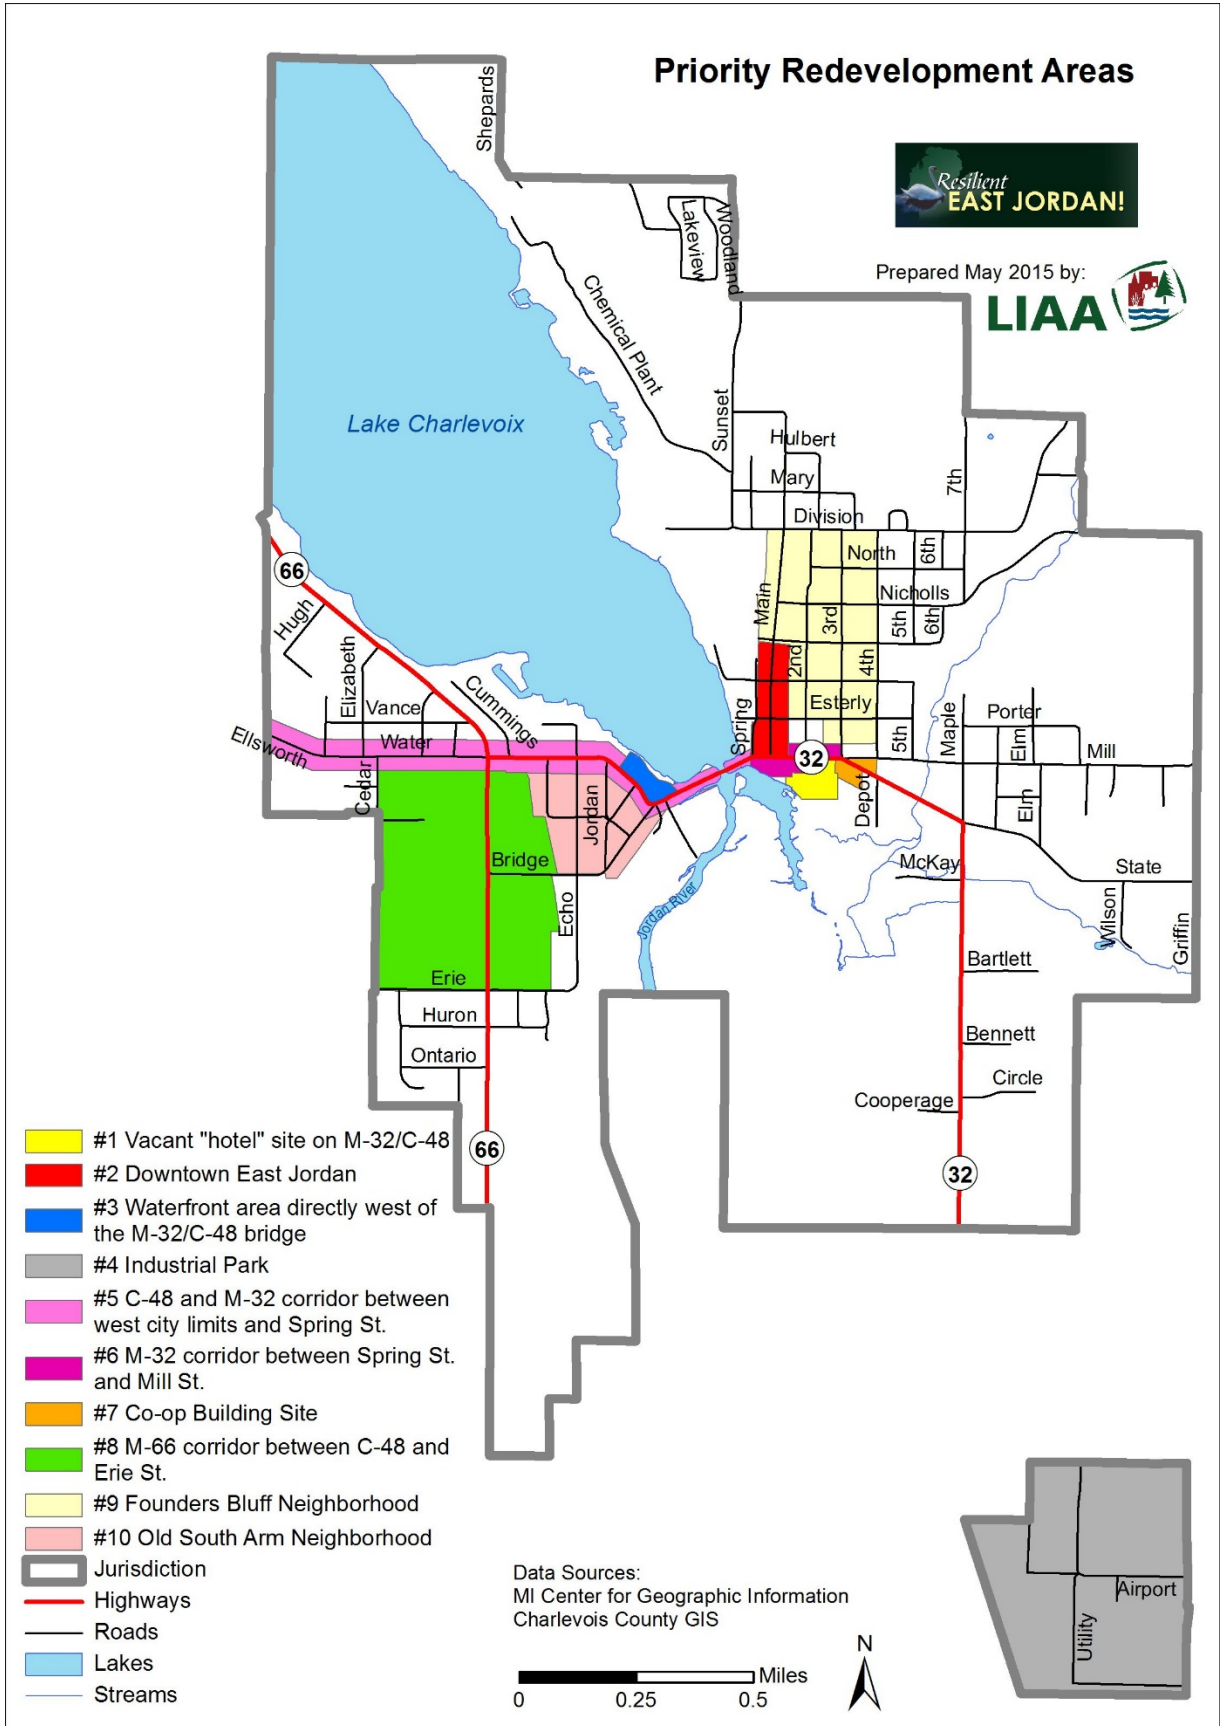 Priority Redevelopment Areas
Resilient
EAST JORDAN!
Prepared May 2015 by:
LIAA
Shepards
Lakeview
Woodland
Chemical Plant
Sunset
Lake Charlevoix
Hulbert
Mary
Division
7th
North
6th
Nicholls
Main
3rd
5th
6th
2nd
4th
66
Hugh
Elizabeth
Vance
Cummings
Water
Ellsworth
Cedar
Spring
Esterly
32
5th
Maple
Porter
Elm
Mill
Depot
Elm
Jordan
Bridge
Echo
Jordan River
McKay
State
Wilson
Griffin
Bartlett
Erie
Huron
Ontario
Bennett
Circle
Cooperage
66
32
#1 Vacant "hotel" site on M-32/C-48
#2 Downtown East Jordan
#3 Waterfront area directly west of
the M-32/C-48 bridge
#4 Industrial Park
#5 C-48 and M-32 corridor between
west city limits and Spring St.
#6 M-32 corridor between Spring St.
and Mill St.
#7 Co-op Building Site
#8 M-66 corridor between C-48 and
Erie St.
#9 Founders Bluff Neighborhood
#10 Old South Arm Neighborhood
Jurisdiction
Highways
Roads
Lakes
Streams
Data Sources:
MI Center for Geographic Information
Charlevois County GIS
Miles
0 0.25 0.5
N
Airport
Utility